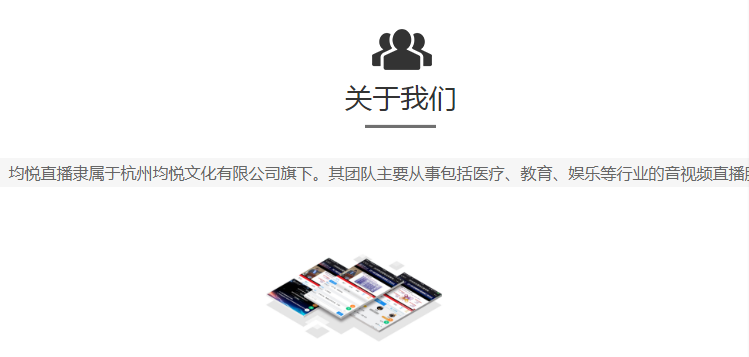 关于我们
均悦直播隶属于杭州均悦文化有限公司旗下。其团队主要从事包括医疗、教育、娱乐等行业的音视频直播